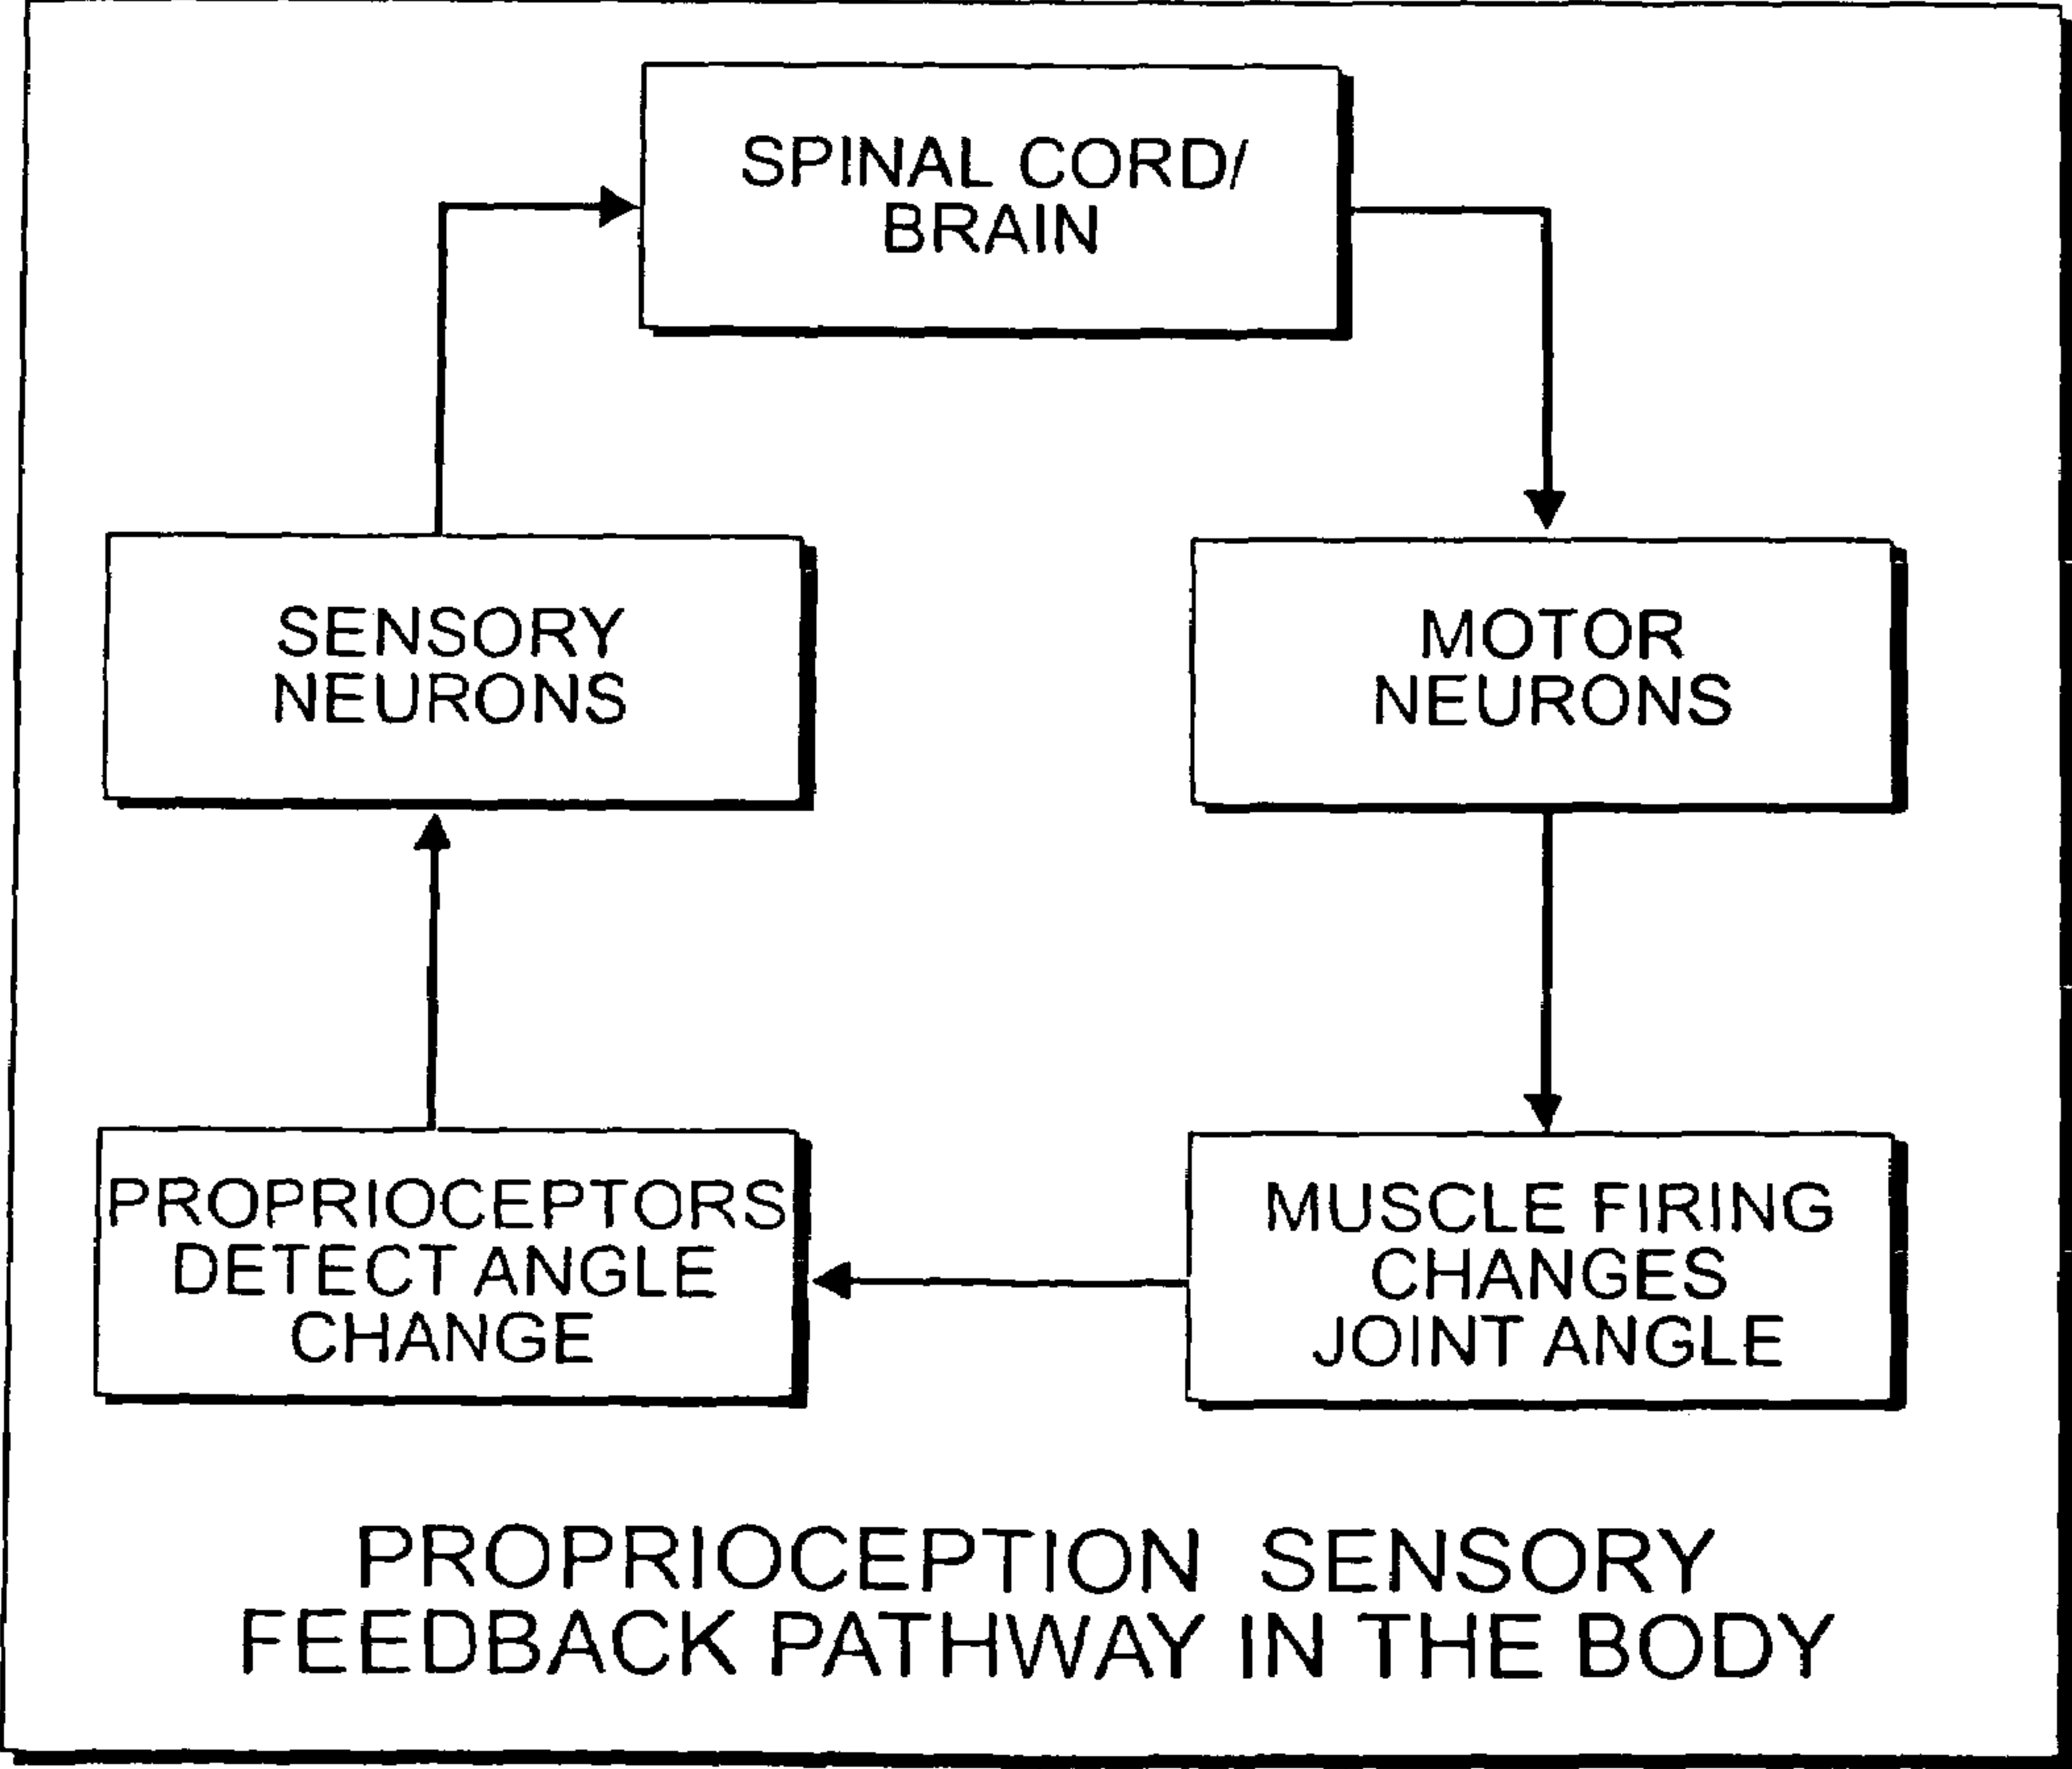 SPINAL CORD/
BRAIN
SENSORY
NEURONS
MOTOR
NEURONS
PROPRIOCEPTORS
DETECT ANGLE
CHANGE
MUSCLE FIRING
CHANGES
JOINT ANGLE
PROPRIOCEPTION SENSORY
FEEDBACK PATHWAY IN THE BODY